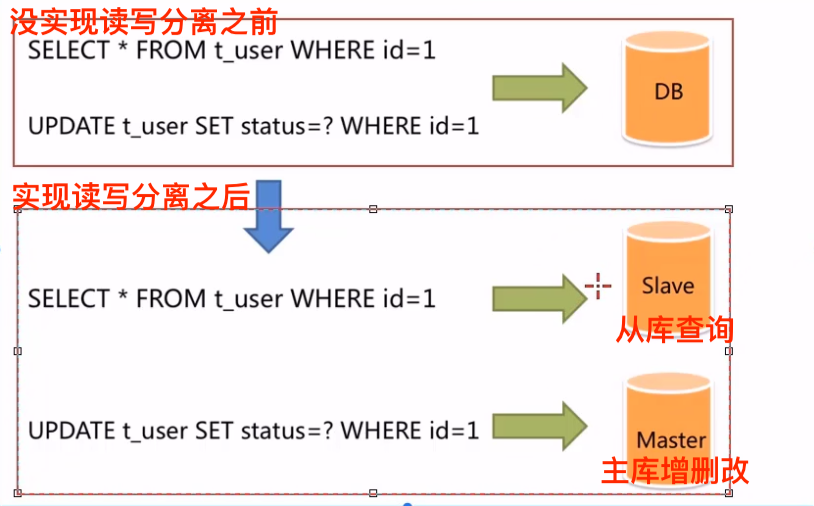 没实现读写分离之前
SELECT * FROM t_user WHERE id=1
DB
UPDATE t_user SET status=? WHERE id=1
实现读写分离之后
SELECT * FROM t_user WHERE id=1
Slave
从库查询
UPDATE t_user SET status=? WHERE id=1
Master
主库增删改